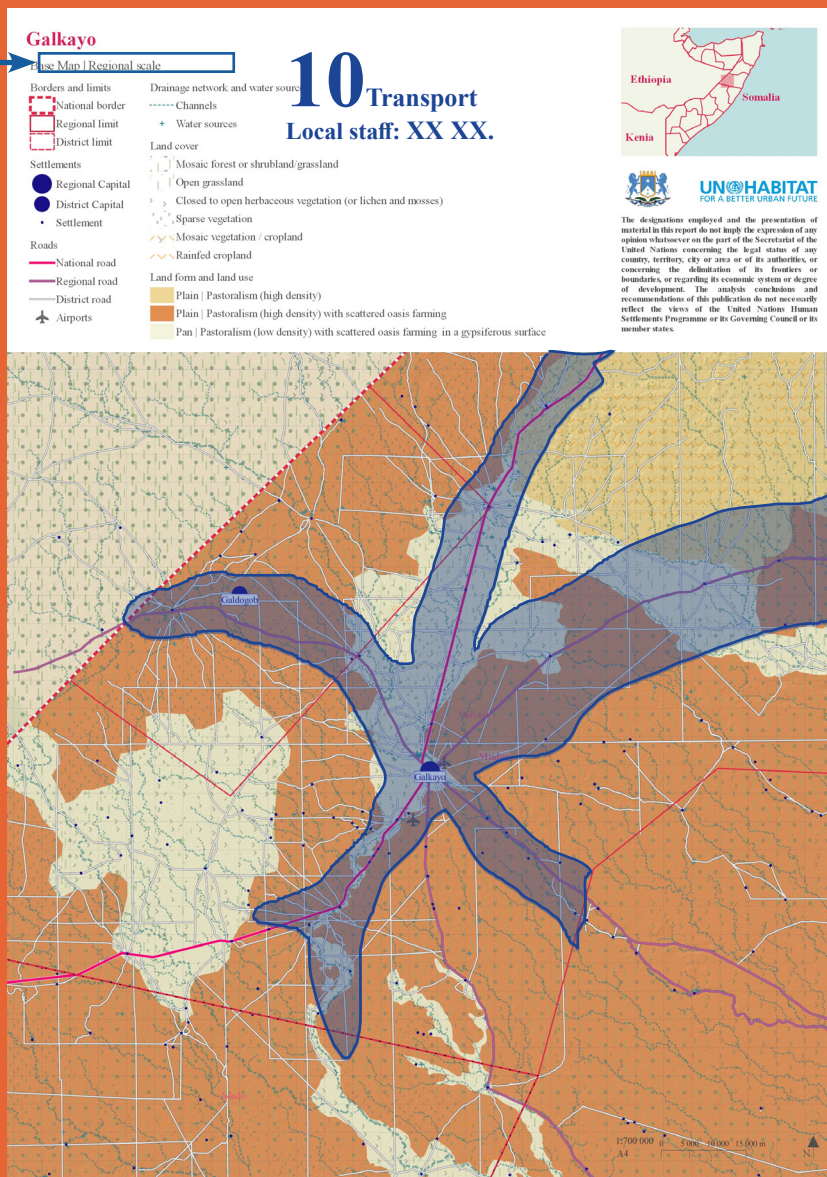 Galkayo
Base Map | Regional scale
10 Transport
Local staff: XX XX.
Borders and limits
National border
Regional limit
District limit
Settlements
Regional Capital
District Capital
Settlement
Roads
National road
Regional road
District road
Airports
Drainage network and water sources
Channels
Water sources
Land cover
Mosaic forest or shrubland/grassland
Open grassland
Closed to open herbaceous vegetation (or lichen and mosses)
Sparse vegetation
Mosaic vegetation / cropland
Rainfed cropland
Land form and land use
Plain | Pastoralism (high density)
Plain | Pastoralism (high density) with scattered oasis farming
Pan | Pastoralism (low density) with scattered oasis farming in a gypsiferous surface
Ethiopia
Somalia
Kenia
UN HABITAT
FOR A BETTER URBAN FUTURE
The designations employed and the presentation of
material in this report do not imply the expression of any
opinion whatsoever on the part of the Secretariat of the
United Nations concerning the legal status of any
country, territory, city or area or of its authorities, or
concerning the delimitation of its frontiers or
boundaries, or regarding its economic system or degree
of development. The analysis conclusions and
recommendations of this publication do not necessarily
reflect the views of the United Nations Human
Settlements Programme or its Governing Council or its
member states.
Galdogob
Galkayo
1:700 000
0 5 000 10 000 15 000 m
A4
N